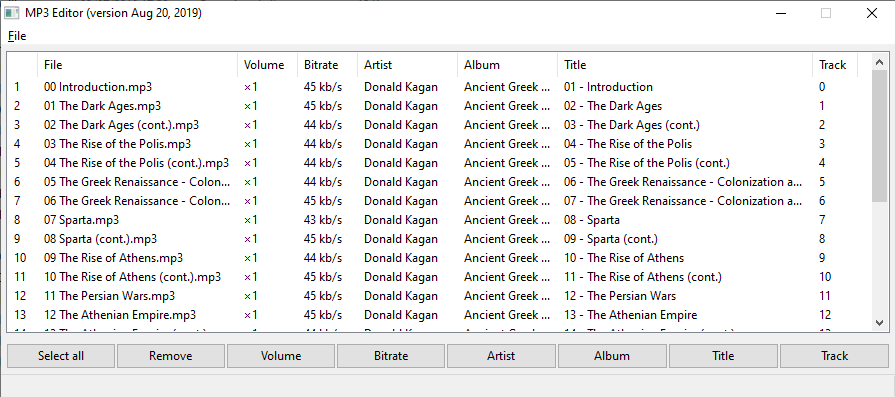 MP3 Editor (version Aug 20, 2019)
File
File Volume Bitrate Artist Album Title Track
1 00 Introduction.mp3 ×1 45 kb/s Donald Kagan Ancient Greek ... 01 - Introduction 0
2 01 The Dark Ages.mp3 ×1 45 kb/s Donald Kagan Ancient Greek ... 02 - The Dark Ages 1
3 02 The Dark Ages (cont.).mp3 ×1 44 kb/s Donald Kagan Ancient Greek ... 03 - The Dark Ages (cont.) 2
4 03 The Rise of the Polis.mp3 ×1 44 kb/s Donald Kagan Ancient Greek ... 04 - The Rise of the Polis 3
5 04 The Rise of the Polis (cont.).mp3 ×1 44 kb/s Donald Kagan Ancient Greek ... 05 - The Rise of the Polis (cont.) 4
6 05 The Greek Renaissance - Colon... ×1 44 kb/s Donald Kagan Ancient Greek ... 06 - The Greek Renaissance - Colonization a... 5
7 06 The Greek Renaissance - Colon... ×1 45 kb/s Donald Kagan Ancient Greek ... 07 - The Greek Renaissance - Colonization a... 6
8 07 Sparta.mp3 ×1 43 kb/s Donald Kagan Ancient Greek ... 08 - Sparta 7
9 08 Sparta (cont.).mp3 ×1 45 kb/s Donald Kagan Ancient Greek ... 09 - Sparta (cont.) 8
10 09 The Rise of Athens.mp3 ×1 44 kb/s Donald Kagan Ancient Greek ... 10 - The Rise of Athens 9
11 10 The Rise of Athens (cont.).mp3 ×1 45 kb/s Donald Kagan Ancient Greek ... 11 - The Rise of Athens (cont.) 10
12 11 The Persian Wars.mp3 ×1 45 kb/s Donald Kagan Ancient Greek ... 12 - The Persian Wars 11
13 12 The Athenian Empire.mp3 ×1 44 kb/s Donald Kagan Ancient Greek ... 13 - The Athenian Empire 12
Select all Remove Volume Bitrate Artist Album Title Track